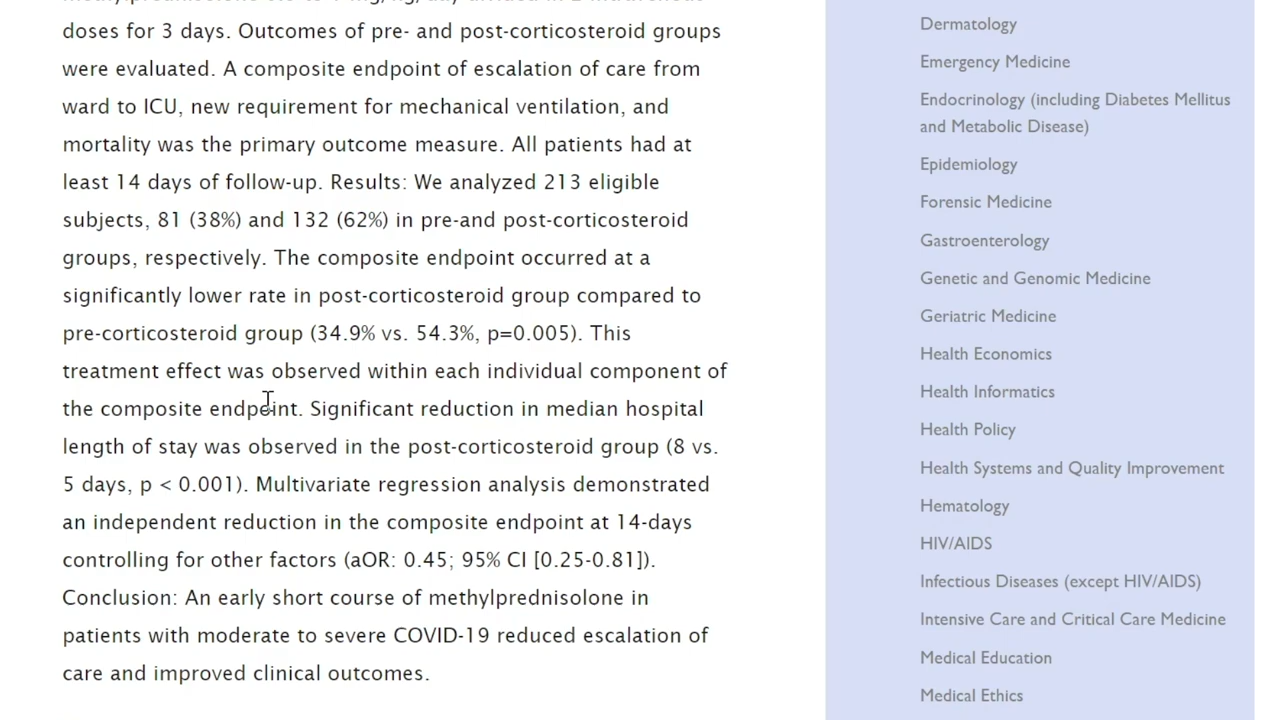 doses for 3 days. Outcomes of pre- and post-corticosteroid groups
were evaluated. A composite endpoint of escalation of care from
ward to ICU, new requirement for mechanical ventilation, and
mortality was the primary outcome measure. All patients had at
least 14 days of follow-up. Results: We analyzed 213 eligible
subjects, 81 (38%) and 132 (62%) in pre-and post-corticosteroid
groups, respectively. The composite endpoint occurred at a
significantly lower rate in post-corticosteroid group compared to
pre-corticosteroid group (34.9% vs. 54.3%, p=0.005). This
treatment effect was observed within each individual component of
the composite endpoint. Significant reduction in median hospital
length of stay was observed in the post-corticosteroid group (8 vs.
5 days, p < 0.001). Multivariate regression analysis demonstrated
an independent reduction in the composite endpoint at 14-days
controlling for other factors (aOR: 0.45; 95% CI [0.25-0.81]).
Conclusion: An early short course of methylprednisolone in
patients with moderate to severe COVID-19 reduced escalation of
care and improved clinical outcomes.
Dermatology
Emergency Medicine
Endocrinology (including Diabetes Mellitus
and Metabolic Disease)
Epidemiology
Forensic Medicine
Gastroenterology
Genetic and Genomic Medicine
Geriatric Medicine
Health Economics
Health Informatics
Health Policy
Health Systems and Quality Improvement
Hematology
HIV/AIDS
Infectious Diseases (except HIV/AIDS)
Intensive Care and Critical Care Medicine
Medical Education
Medical Ethics